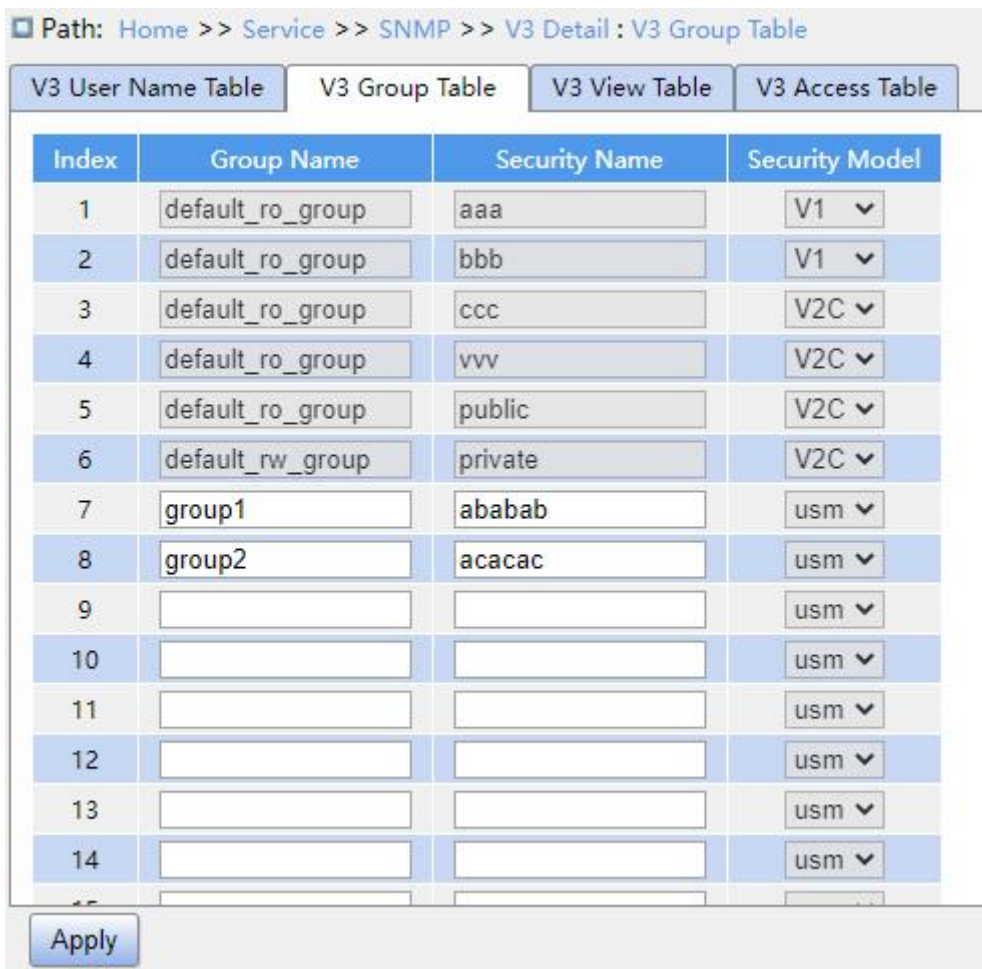 Path: Home >> Service >> SNMP >> V3 Detail : V3 Group Table
V3 User Name Table V3 Group Table V3 View Table V3 Access Table
Index Group Name Security Name Security Model
1 default_ro_group aaa V1
2 default_ro_group bbb V1
3 default_ro_group ccc V2C
4 default_ro_group vvv V2C
5 default_ro_group public V2C
6 default_rw_group private V2C
7 group1 ababab usm
8 group2 acacac usm
9 usm
10 usm
11 usm
12 usm
13 usm
14 usm
Apply